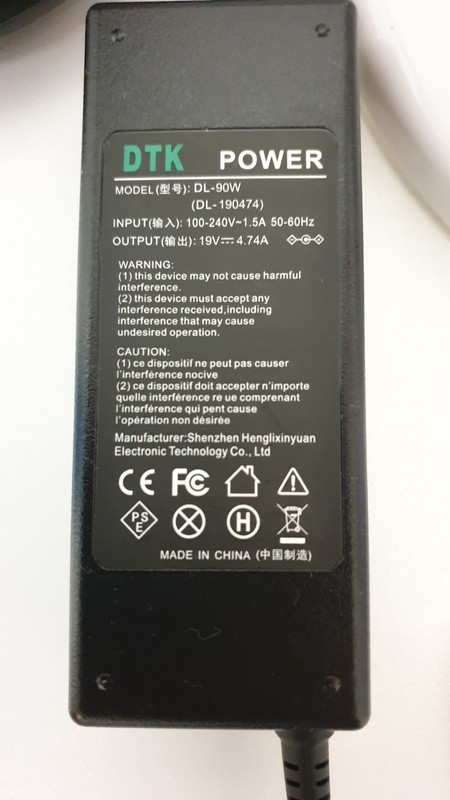 DTK POWER
MODEL(型号): DL-90W
(DL-190474)
INPUT(输入): 100-240V~1.5A 50-60Hz
OUTPUT(输出): 19V⎓4.74A
WARNING:
(1) this device may not cause harmful
interference.
(2) this device must accept any
interference received,including
interference that may cause
undesired operation.
CAUTION:
(1) ce dispositif ne peut pas causer
l'interférence nocive
(2) ce dispositif doit accepter n'importe
quelle interférence re ue comprenant
l'interférence qui pent cause
l'opération non désirée
Manufacturer:Shenzhen Henglixinyuan
Electronic Technology Co., Ltd
CE FC
PSE H
MADE IN CHINA (中国制造)